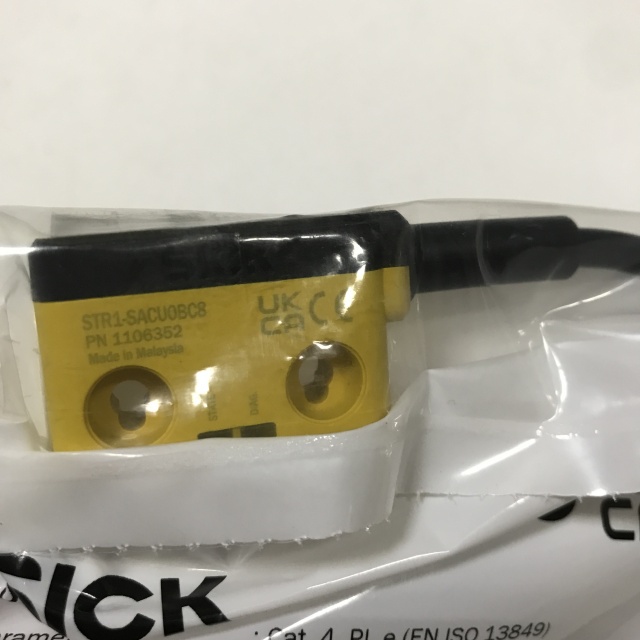 STR1-SACU0BC8
PN 1106352
Made in Malaysia
UK
CA CE
SICK
: Cat. 4, PL e (EN ISO 13849)